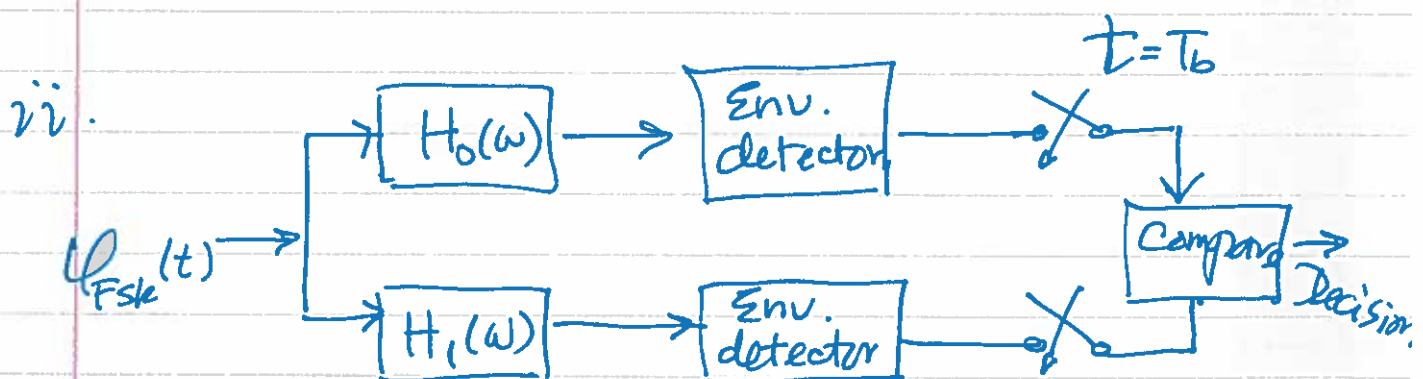 t = Tb
ii.
H₀(ω)
Env.
detector
φFSK(t)
Compare
Decision
H₁(ω)
Env.
detector